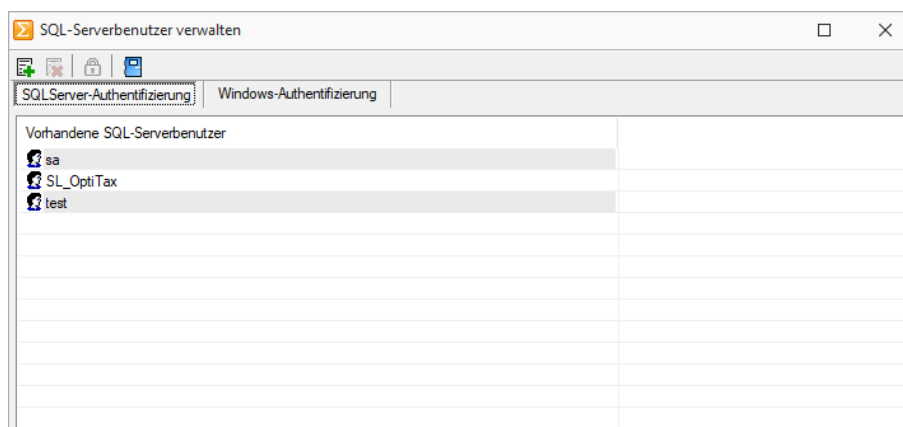 SQL-Serverbenutzer verwalten
SQLServer-Authentifizierung Windows-Authentifizierung
Vorhandene SQL-Serverbenutzer
sa
SL_OptiTax
test